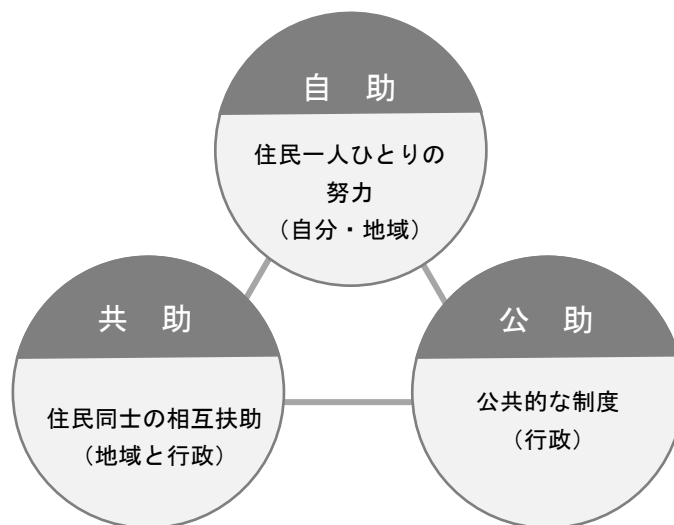 自　助
住民一人ひとりの
努力
（自分・地域）
共　助
住民同士の相互扶助
（地域と行政）
公　助
公共的な制度
（行政）